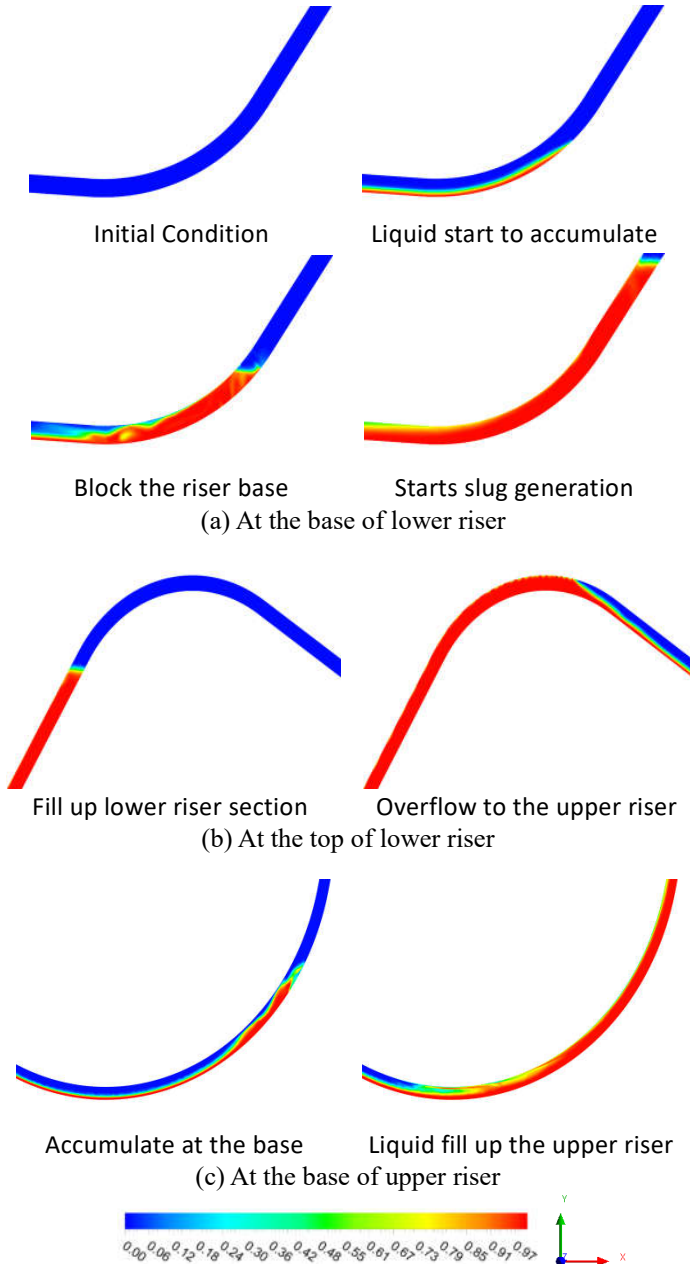 Initial Condition
Liquid start to accumulate
Block the riser base
Starts slug generation
(a) At the base of lower riser
Fill up lower riser section
Overflow to the upper riser
(b) At the top of lower riser
Accumulate at the base
Liquid fill up the upper riser
(c) At the base of upper riser
0.00 0.06 0.12 0.18 0.24 0.30 0.36 0.42 0.48 0.55 0.61 0.67 0.73 0.79 0.85 0.91 0.97
Y
Z
X